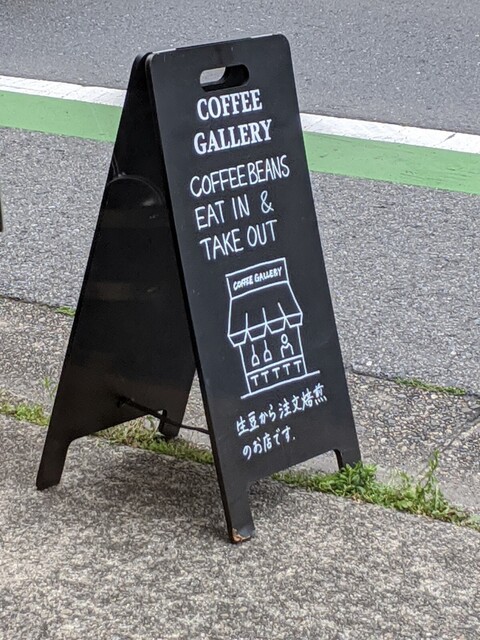 COFFEE
GALLERY
COFFEE BEANS
EAT IN &
TAKE OUT
COFFEE GALLERY
生豆から注文焙煎
のお店です.